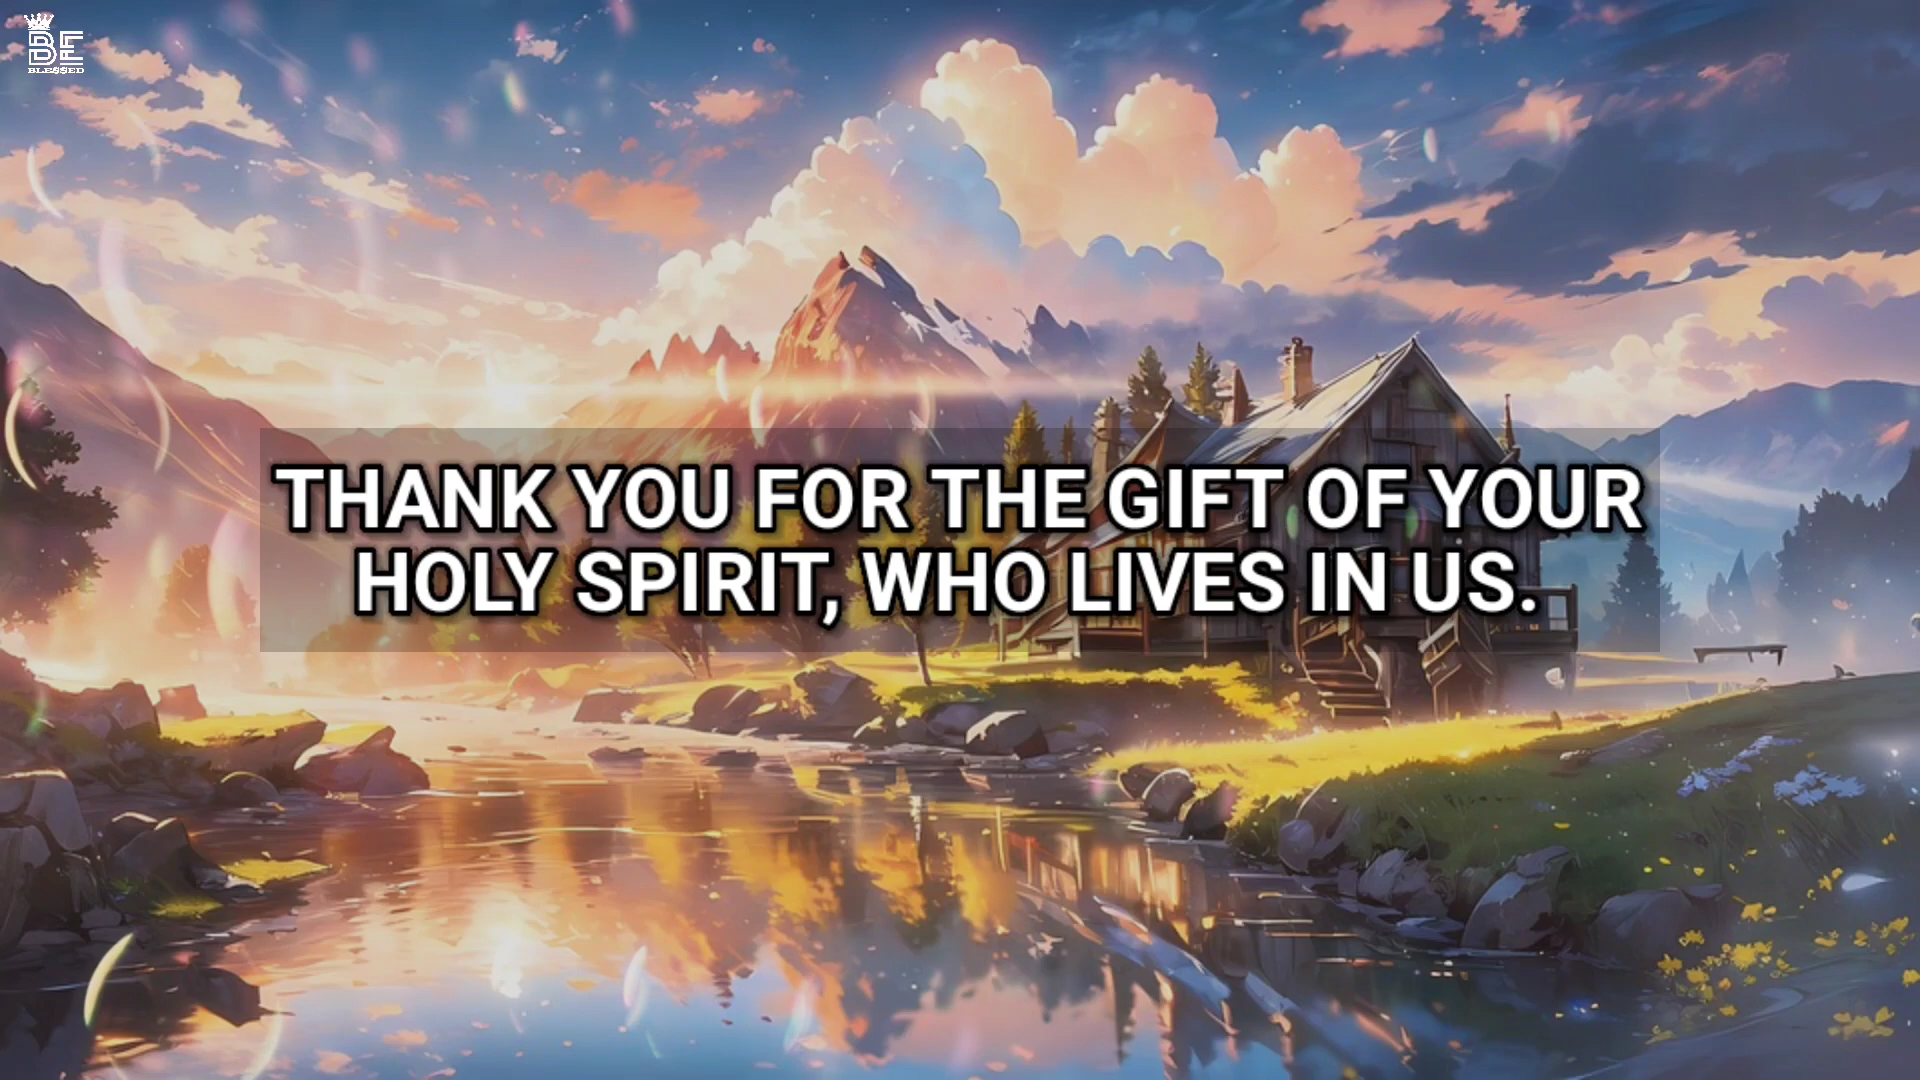 BE
BLESSED
THANK YOU FOR THE GIFT OF YOUR
HOLY SPIRIT, WHO LIVES IN US.